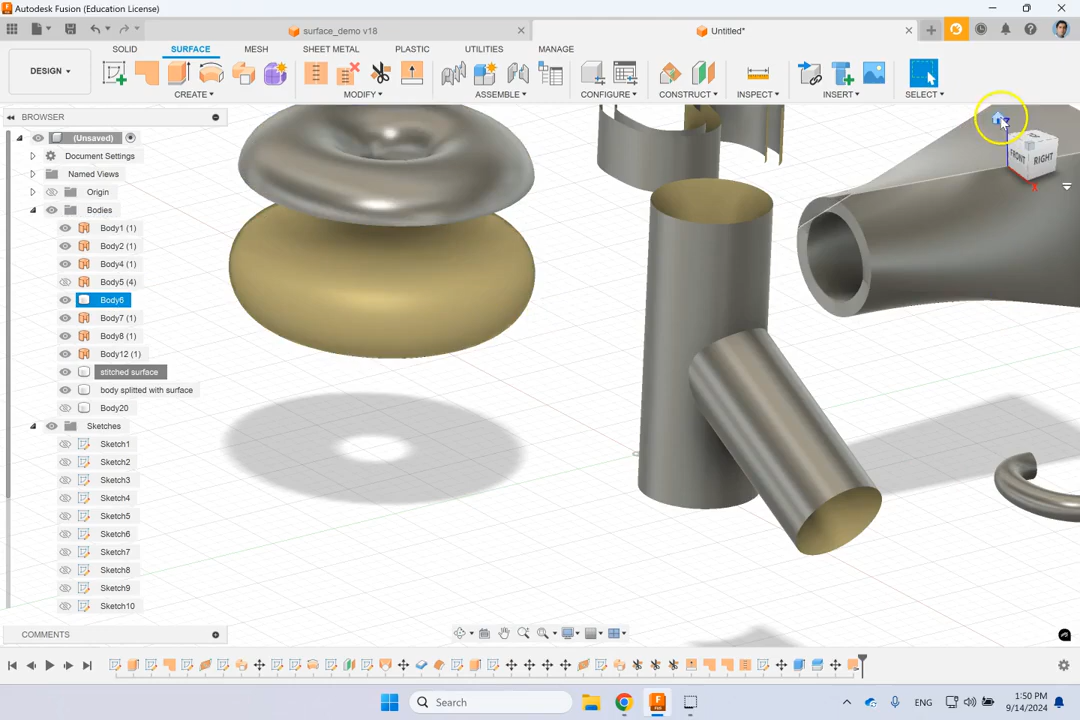 Autodesk Fusion (Education License)
surface_demo v18
Untitled*
SOLID SURFACE MESH SHEET METAL PLASTIC UTILITIES MANAGE
DESIGN
CREATE MODIFY ASSEMBLE CONFIGURE CONSTRUCT INSPECT INSERT SELECT
BROWSER
(Unsaved)
Document Settings
Named Views
Origin
Bodies
Body1 (1)
Body2 (1)
Body4 (1)
Body5 (4)
Body6
Body7 (1)
Body8 (1)
Body12 (1)
stitched surface
body splitted with surface
Body20
Sketches
Sketch1
Sketch2
Sketch3
Sketch4
Sketch5
Sketch6
Sketch7
Sketch8
Sketch9
Sketch10
TOP
FRONT RIGHT
X
COMMENTS
Search
ENG
1:50 PM
9/14/2024